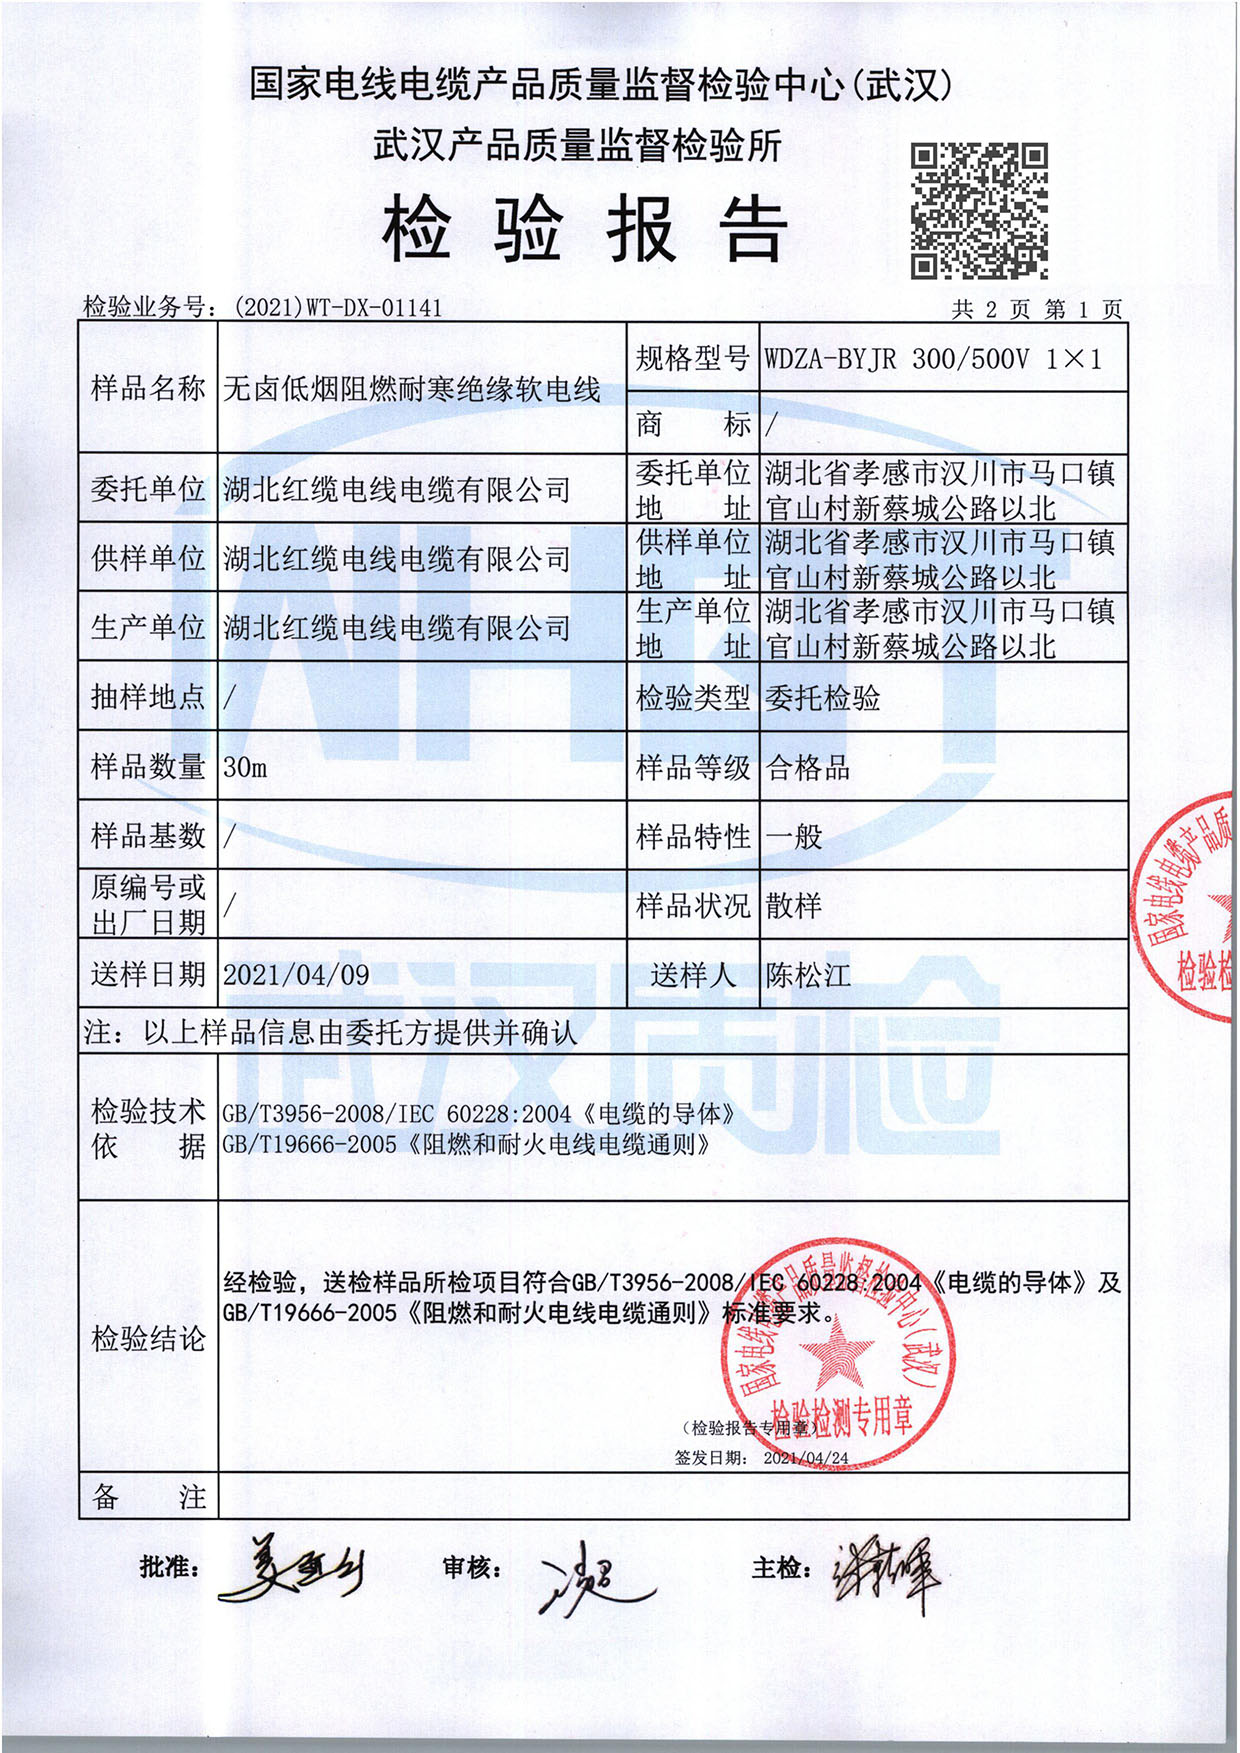 国家电线电缆产品质量监督检验中心(武汉)
武汉产品质量监督检验所
检验报告
检验业务号：(2021)WT-DX-01141
共 2 页 第 1 页
样品名称 无卤低烟阻燃耐寒绝缘软电线
规格型号 WDZA-BYJR 300/500V 1×1
商 标 /
委托单位 湖北红缆电线电缆有限公司
委托单位地 址 湖北省孝感市汉川市马口镇
官山村新蔡城公路以北
供样单位 湖北红缆电线电缆有限公司
供样单位地 址 湖北省孝感市汉川市马口镇
官山村新蔡城公路以北
生产单位 湖北红缆电线电缆有限公司
生产单位地 址 湖北省孝感市汉川市马口镇
官山村新蔡城公路以北
抽样地点 / 检验类型 委托检验
样品数量 30m 样品等级 合格品
样品基数 / 样品特性 一般
原编号或
出厂日期 / 样品状况 散样
送样日期 2021/04/09 送样人 陈松江
注：以上样品信息由委托方提供并确认
检验技术
依 据
GB/T3956-2008/IEC 60228:2004《电缆的导体》
GB/T19666-2005《阻燃和耐火电线电缆通则》
检验结论
经检验，送检样品所检项目符合GB/T3956-2008/IEC 60228:2004《电缆的导体》及
GB/T19666-2005《阻燃和耐火电线电缆通则》标准要求。
国家电线电缆产品质量监督检验中心(武汉)
检验检测专用章
（检验报告专用章）
签发日期： 2021/04/24
备 注
批准：
审核：
主检：
国家电线电缆产品质
检验检
武汉质检